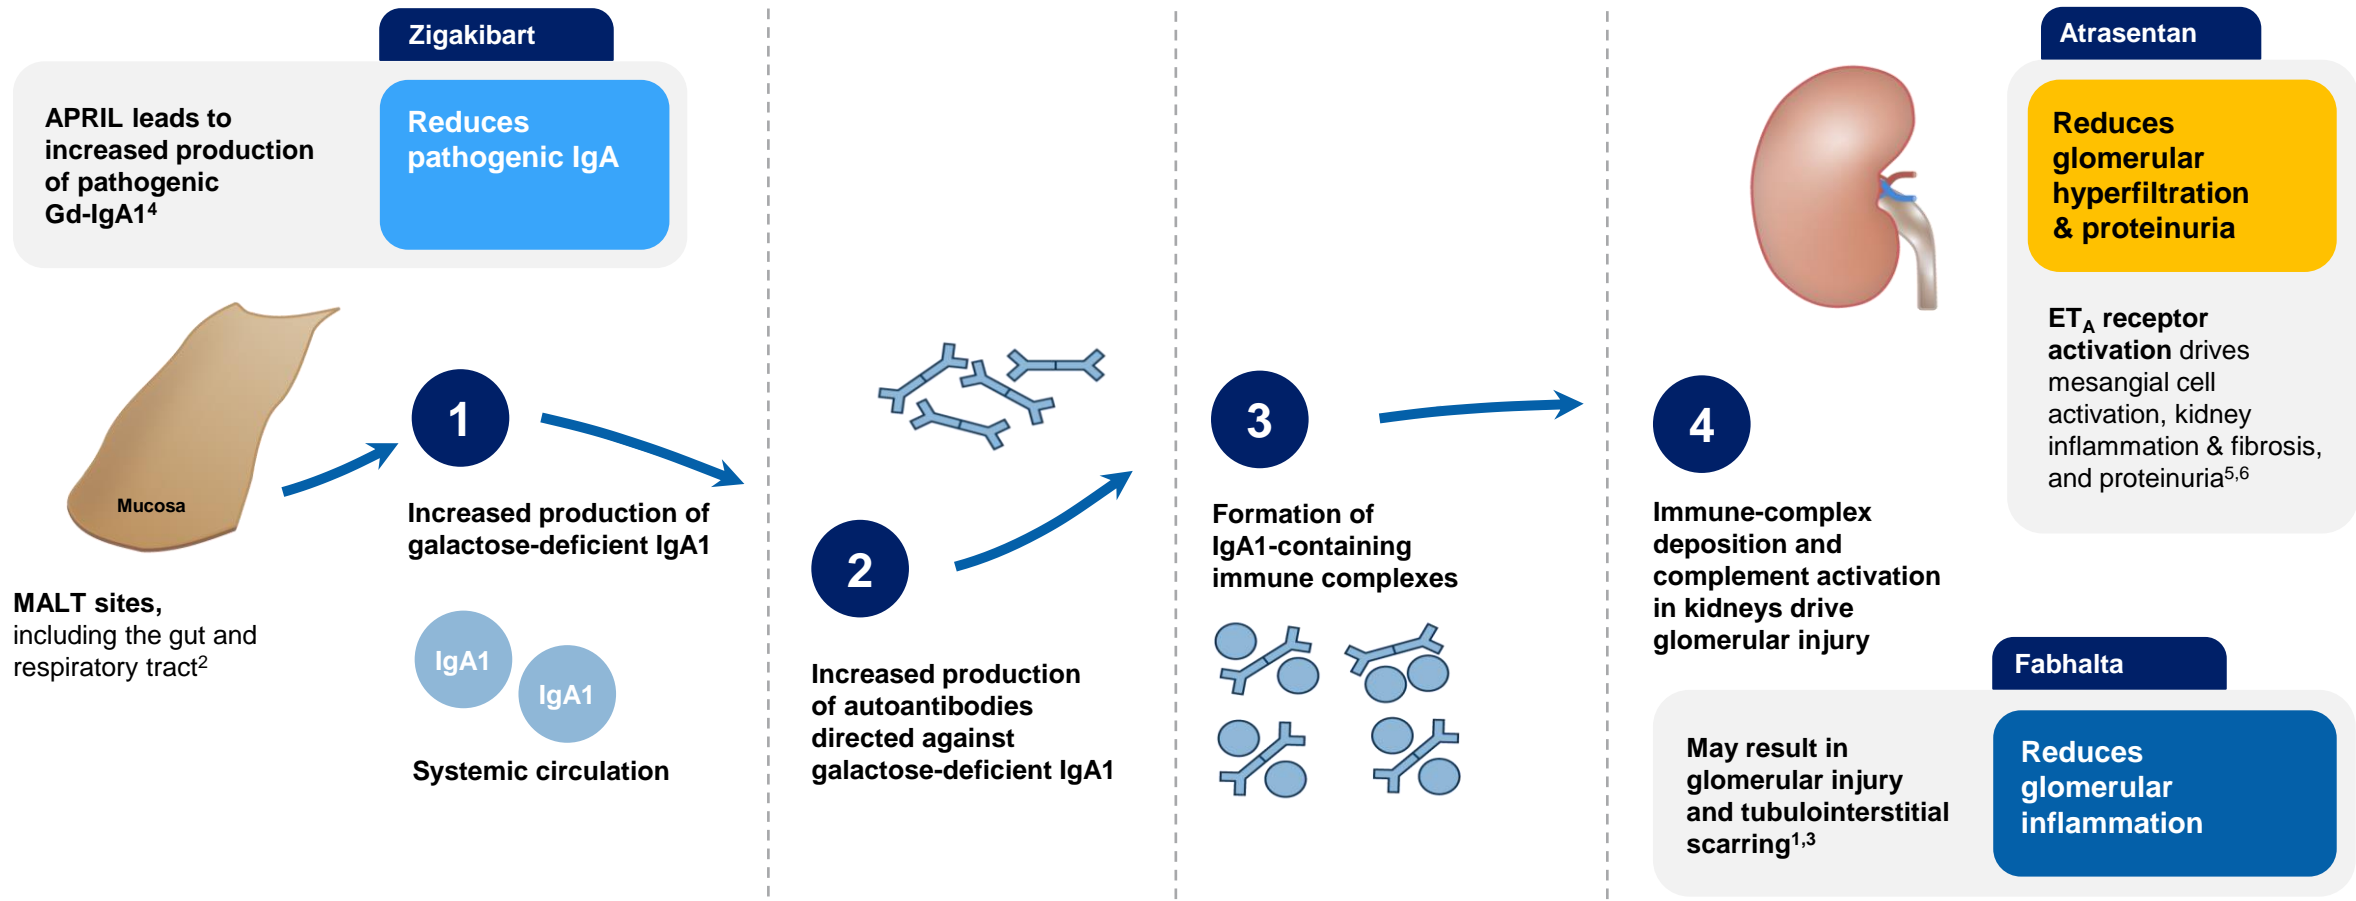 Zigakibart
APRIL leads to
increased production
of pathogenic
Gd-IgA1⁴
Reduces
pathogenic IgA
Mucosa
MALT sites,
including the gut and
respiratory tract²
1
Increased production of
galactose-deficient IgA1
IgA1
IgA1
Systemic circulation
2
Increased production
of autoantibodies
directed against
galactose-deficient IgA1
3
Formation of
IgA1-containing
immune complexes
4
Immune-complex
deposition and
complement activation
in kidneys drive
glomerular injury
Atrasentan
Reduces
glomerular
hyperfiltration
& proteinuria
ET_A receptor
activation drives
mesangial cell
activation, kidney
inflammation & fibrosis,
and proteinuria⁵,⁶
Fabhalta
May result in
glomerular injury
and tubulointerstitial
scarring¹,³
Reduces
glomerular
inflammation